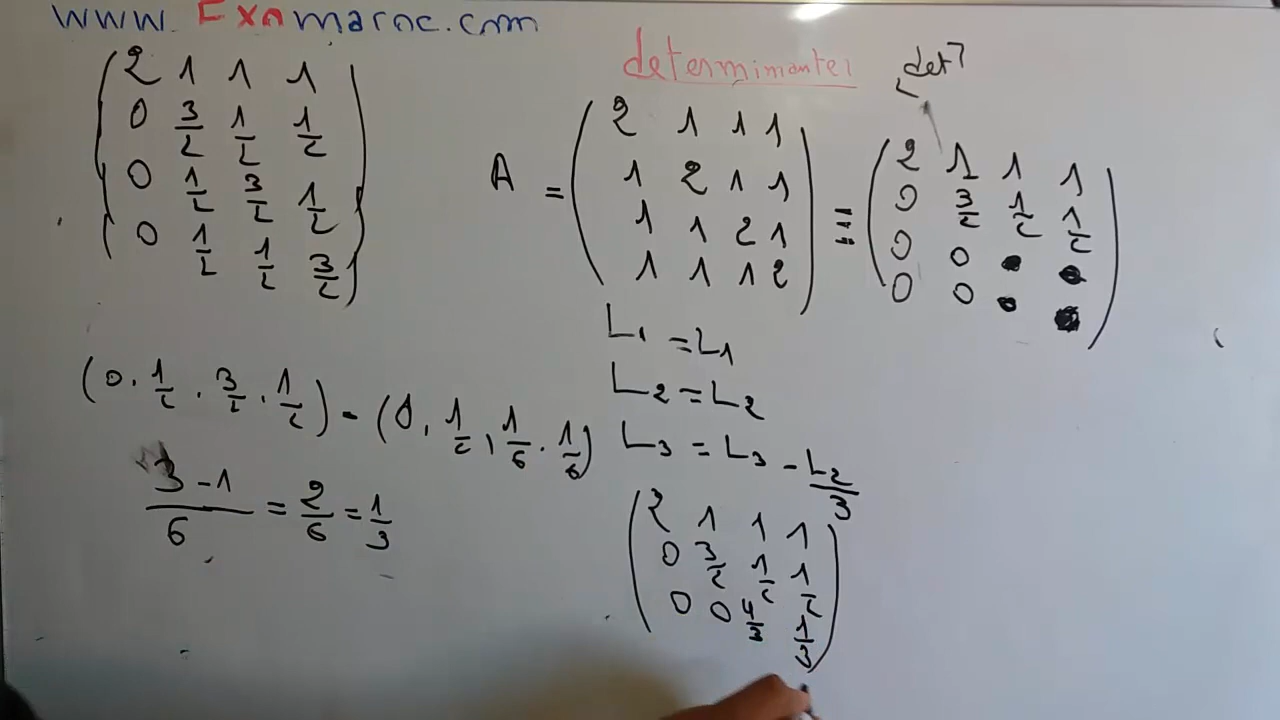 www.Exomaroc.com
determimante1
det?
2 1 1 1
0 3/2 1/2 1/2
0 1/2 3/2 1/2
0 1/2 1/2 3/2
A =
2 1 1 1
1 2 1 1
1 1 2 1
1 1 1 2
≡
2 1 1 1
0 3/2 1/2 1/2
0 0
0 0
L1 = L1
L2 = L2
L3 = L3 - L2/3
(0, 1/2, 3/2, 1/2) - (0, 1/2, 1/6, 1/6)
3-1/6 = 2/6 = 1/3
2 1 1 1
0 3/2 1/2 1/2
0 0 4/3 1/3